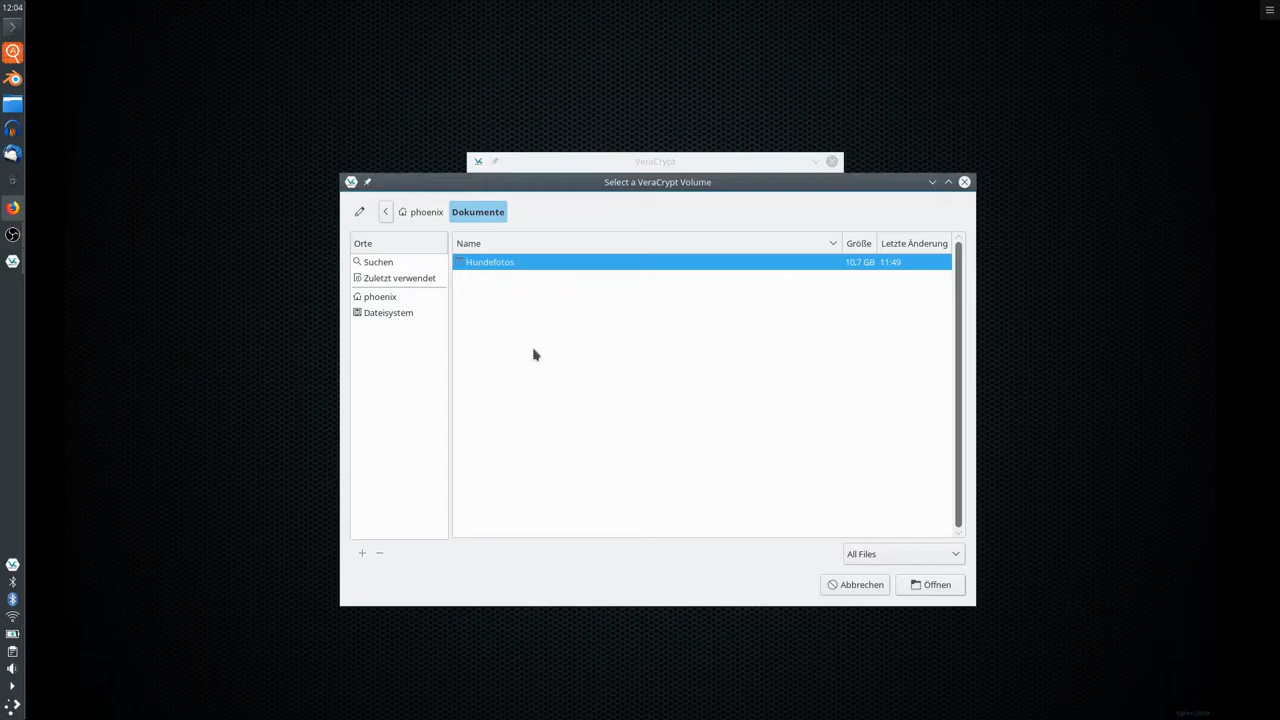 12:04
VeraCrypt
Select a VeraCrypt Volume
phoenix Dokumente
Orte
Suchen
Zuletzt verwendet
phoenix
Dateisystem
Name Größe Letzte Änderung
Hundefotos 10,7 GB 11:49
All Files
Abbrechen Öffnen